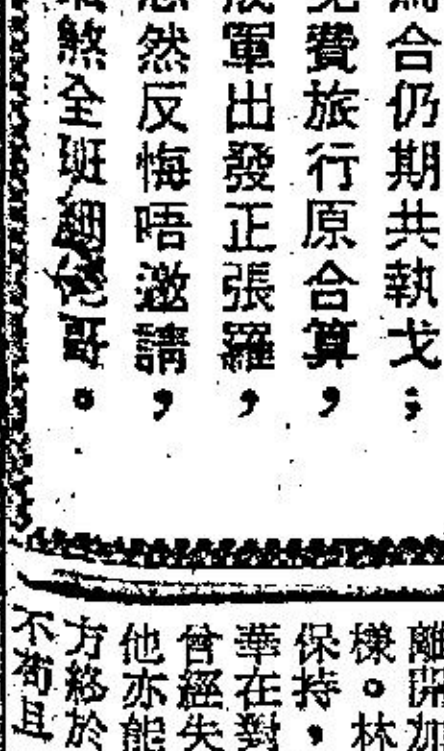 合仍期共執戈；
費旅行原合算，
軍出發正張羅，
然反悔唔邀請，
煞全班細佬哥。
離開加
樣。林
保持，
華在對
曾經失
他亦能
方終於
不苟且